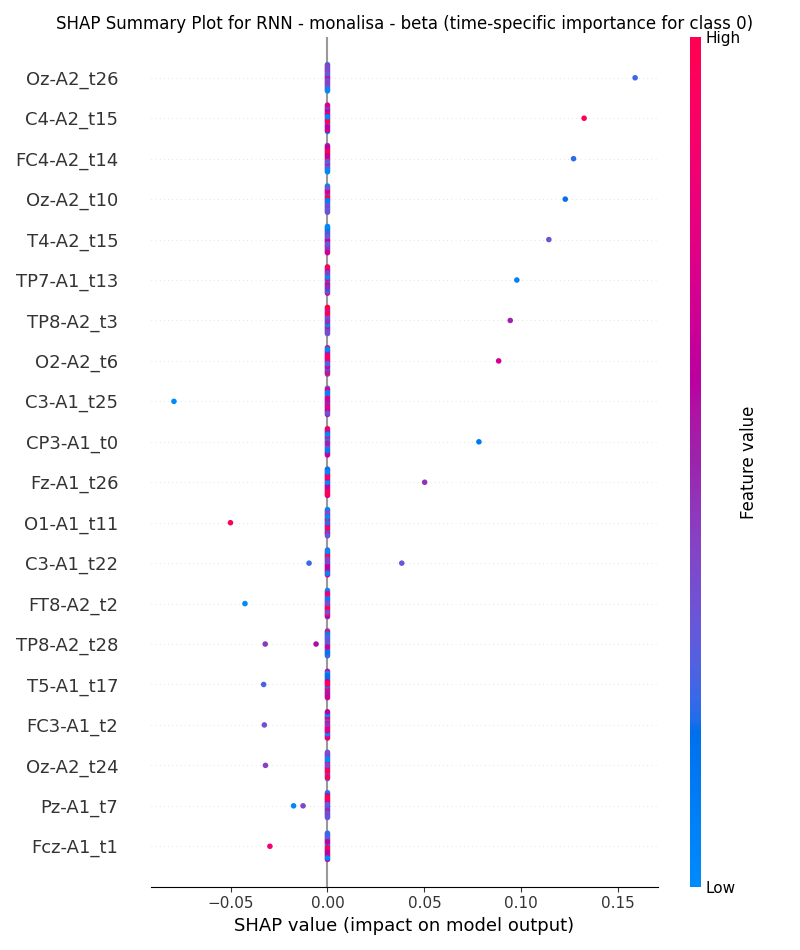 SHAP Summary Plot for RNN - monalisa - beta (time-specific importance for class 0)
High
Oz-A2_t26
C4-A2_t15
FC4-A2_t14
Oz-A2_t10
T4-A2_t15
TP7-A1_t13
TP8-A2_t3
O2-A2_t6
C3-A1_t25
CP3-A1_t0
Fz-A1_t26
O1-A1_t11
C3-A1_t22
FT8-A2_t2
TP8-A2_t28
T5-A1_t17
FC3-A1_t2
Oz-A2_t24
Pz-A1_t7
Fcz-A1_t1
Feature value
Low
−0.05 0.00 0.05 0.10 0.15
SHAP value (impact on model output)